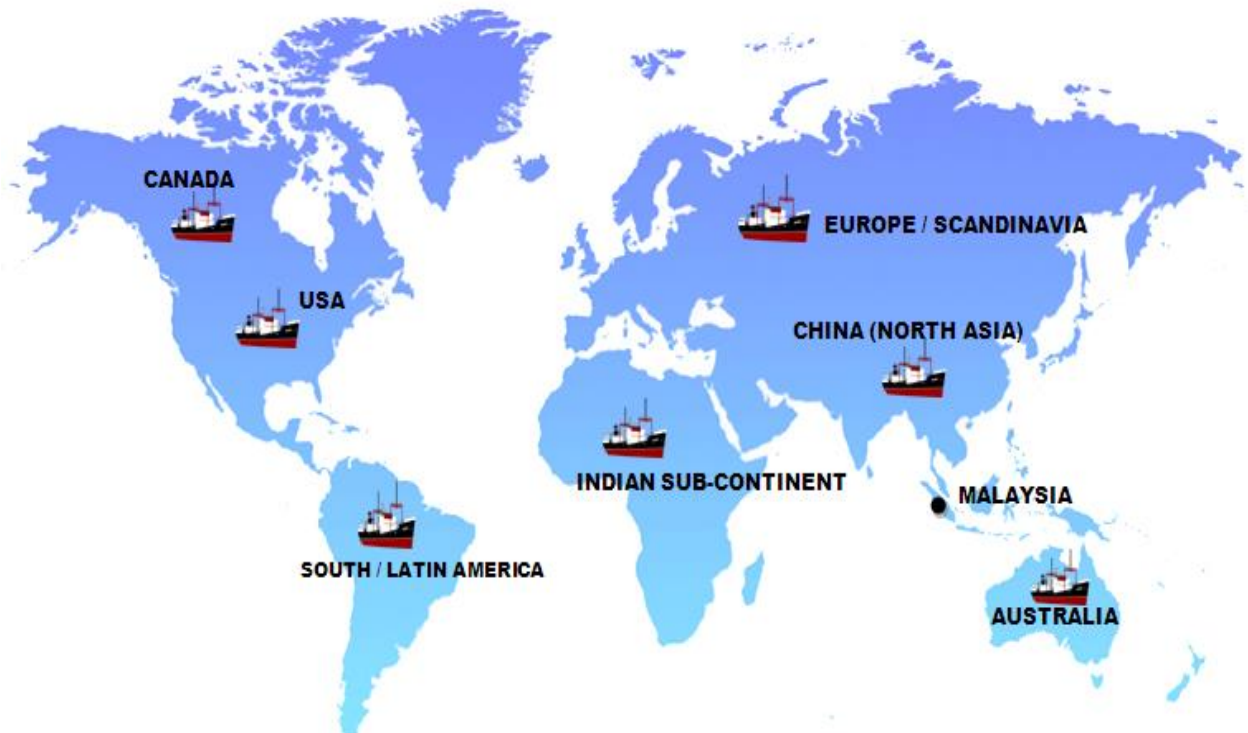 CANADA
EUROPE / SCANDINAVIA
USA
CHINA (NORTH ASIA)
INDIAN SUB-CONTINENT
MALAYSIA
SOUTH / LATIN AMERICA
AUSTRALIA